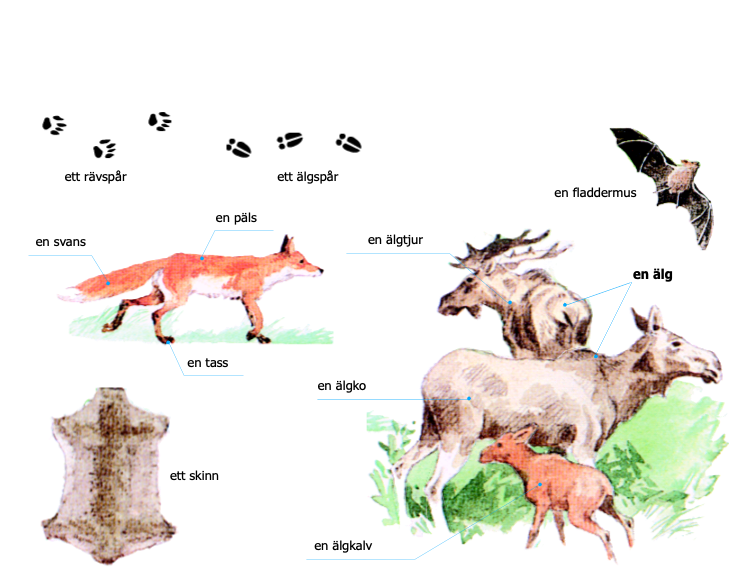 ett rävspår
ett älgspår
en fladdermus
en päls
en svans
en älgtjur
en älg
en tass
en älgko
ett skinn
en älgkalv